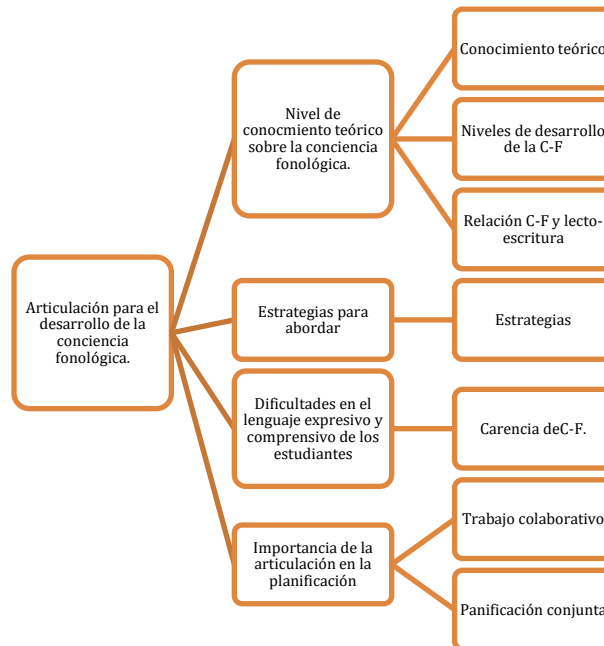 Articulación para el
desarrollo de la
conciencia
fonológica.
Nivel de
conocmiento teórico
sobre la conciencia
fonológica.
Conocimiento teórico
Niveles de desarrollo
de la C-F
Relación C-F y lecto-
escritura
Estrategias para
abordar
Estrategias
Dificultades en el
lenguaje expresivo y
comprensivo de los
estudiantes
Carencia deC-F.
Importancia de la
articulación en la
planificación
Trabajo colaborativo
Panificación conjunta